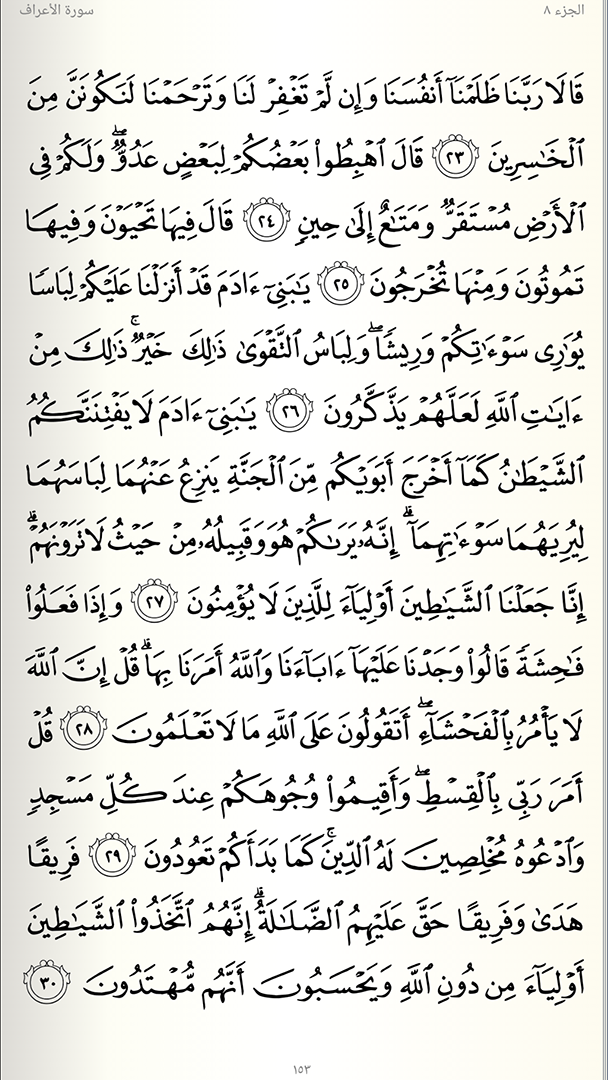 الجزء ٨
سورة الأعراف
قَالَا رَبَّنَا ظَلَمْنَآ أَنفُسَنَا وَإِن لَّمْ تَغْفِرْ لَنَا وَتَرْحَمْنَا لَنَكُونَنَّ مِنَ
ٱلْخَٰسِرِينَ ٢٣ قَالَ ٱهْبِطُوا۟ بَعْضُكُمْ لِبَعْضٍ عَدُوٌّ ۖ وَلَكُمْ فِى
ٱلْأَرْضِ مُسْتَقَرٌّ وَمَتَٰعٌ إِلَىٰ حِينٍ ٢٤ قَالَ فِيهَا تَحْيَوْنَ وَفِيهَا
تَمُوتُونَ وَمِنْهَا تُخْرَجُونَ ٢٥ يَٰبَنِىٓ ءَادَمَ قَدْ أَنزَلْنَا عَلَيْكُمْ لِبَاسًا
يُوَٰرِى سَوْءَٰتِكُمْ وَرِيشًا ۖ وَلِبَاسُ ٱلتَّقْوَىٰ ذَٰلِكَ خَيْرٌ ۚ ذَٰلِكَ مِنْ
ءَايَٰتِ ٱللَّهِ لَعَلَّهُمْ يَذَّكَّرُونَ ٢٦ يَٰبَنِىٓ ءَادَمَ لَا يَفْتِنَنَّكُمُ
ٱلشَّيْطَٰنُ كَمَآ أَخْرَجَ أَبَوَيْكُم مِّنَ ٱلْجَنَّةِ يَنزِعُ عَنْهُمَا لِبَاسَهُمَا
لِيُرِيَهُمَا سَوْءَٰتِهِمَآ ۗ إِنَّهُۥ يَرَىٰكُمْ هُوَ وَقَبِيلُهُۥ مِنْ حَيْثُ لَا تَرَوْنَهُمْ ۗ
إِنَّا جَعَلْنَا ٱلشَّيَٰطِينَ أَوْلِيَآءَ لِلَّذِينَ لَا يُؤْمِنُونَ ٢٧ وَإِذَا فَعَلُوا۟
فَٰحِشَةً قَالُوا۟ وَجَدْنَا عَلَيْهَآ ءَابَآءَنَا وَٱللَّهُ أَمَرَنَا بِهَا ۗ قُلْ إِنَّ ٱللَّهَ
لَا يَأْمُرُ بِٱلْفَحْشَآءِ ۖ أَتَقُولُونَ عَلَى ٱللَّهِ مَا لَا تَعْلَمُونَ ٢٨ قُلْ
أَمَرَ رَبِّى بِٱلْقِسْطِ ۖ وَأَقِيمُوا۟ وُجُوهَكُمْ عِندَ كُلِّ مَسْجِدٍ
وَٱدْعُوهُ مُخْلِصِينَ لَهُ ٱلدِّينَ ۚ كَمَا بَدَأَكُمْ تَعُودُونَ ٢٩ فَرِيقًا
هَدَىٰ وَفَرِيقًا حَقَّ عَلَيْهِمُ ٱلضَّلَٰلَةُ ۗ إِنَّهُمُ ٱتَّخَذُوا۟ ٱلشَّيَٰطِينَ
أَوْلِيَآءَ مِن دُونِ ٱللَّهِ وَيَحْسَبُونَ أَنَّهُم مُّهْتَدُونَ ٣٠
١٥٣